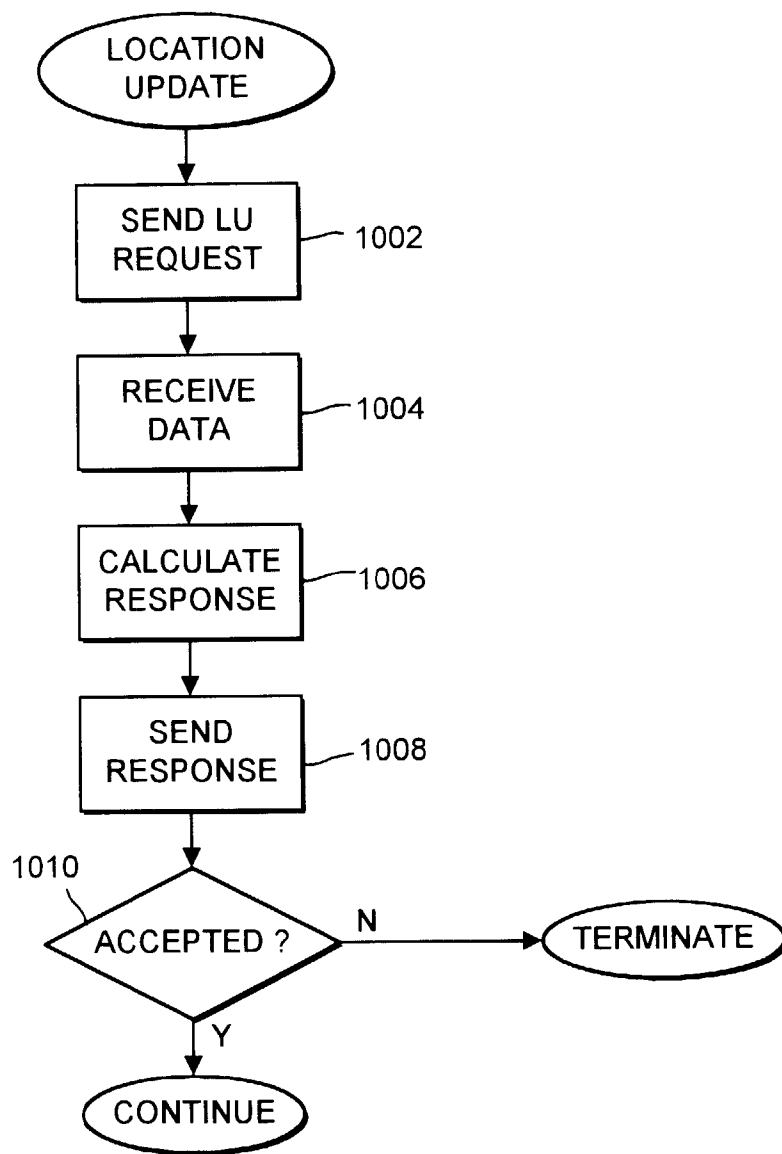 LOCATION
UPDATE
SEND LU
REQUEST
1002
RECEIVE
DATA
1004
CALCULATE
RESPONSE
1006
SEND
RESPONSE
1008
1010
ACCEPTED ?
N
TERMINATE
Y
CONTINUE